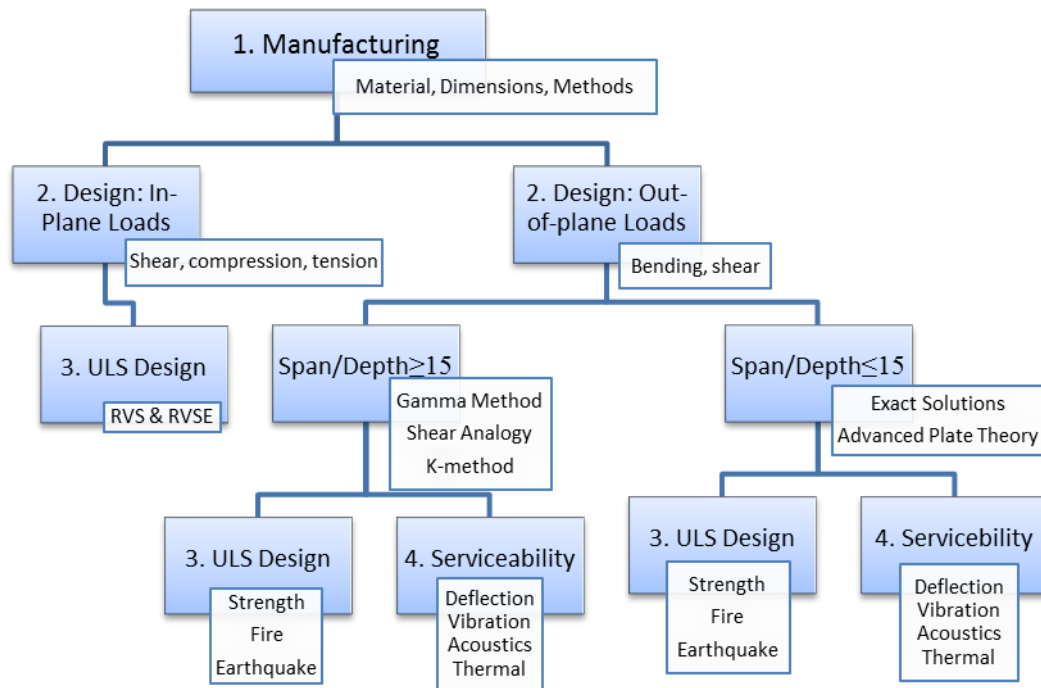 1. Manufacturing
Material, Dimensions, Methods
2. Design: In-
Plane Loads
Shear, compression, tension
2. Design: Out-
of-plane Loads
Bending, shear
3. ULS Design
RVS & RVSE
Span/Depth≥15
Gamma Method
Shear Analogy
K-method
Span/Depth≤15
Exact Solutions
Advanced Plate Theory
3. ULS Design
Strength
Fire
Earthquake
4. Serviceability
Deflection
Vibration
Acoustics
Thermal
3. ULS Design
Strength
Fire
Earthquake
4. Servicebility
Deflection
Vibration
Acoustics
Thermal